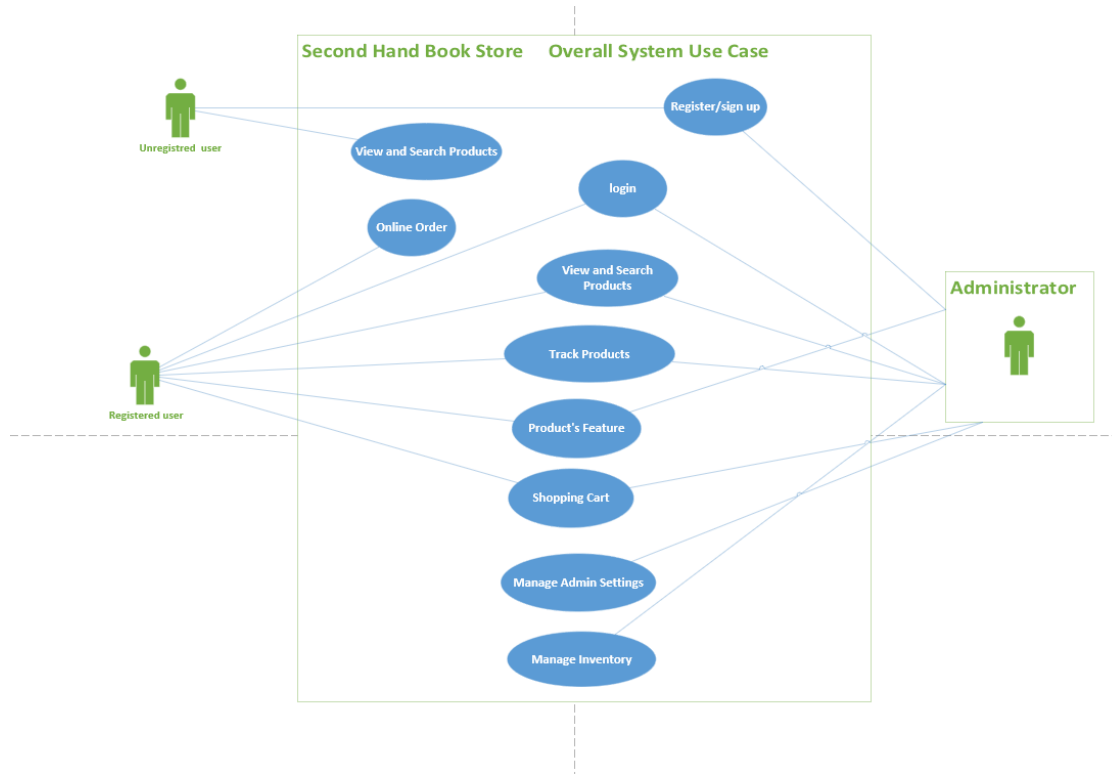 Second Hand Book Store    Overall System Use Case
Register/sign up
Unregistred user
View and Search Products
login
Online Order
View and Search
Products
Administrator
Track Products
Registered user
Product's Feature
Shopping Cart
Manage Admin Settings
Manage Inventory